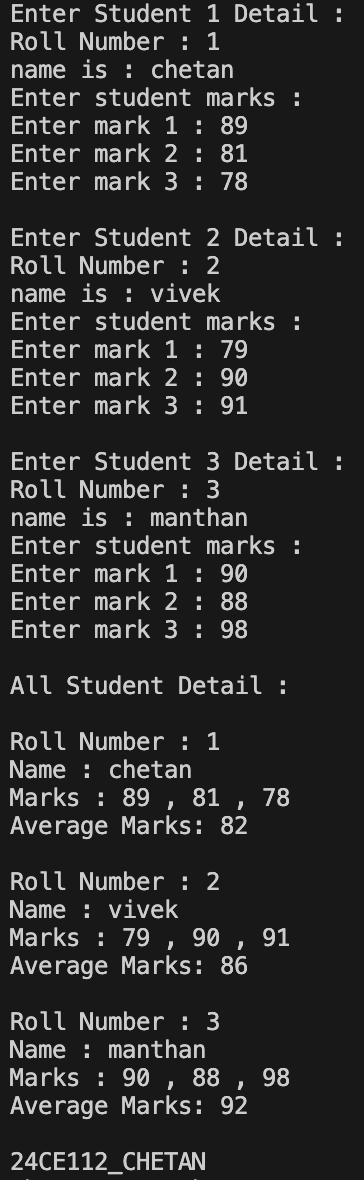 Enter Student 1 Detail :
Roll Number : 1
name is : chetan
Enter student marks :
Enter mark 1 : 89
Enter mark 2 : 81
Enter mark 3 : 78
Enter Student 2 Detail :
Roll Number : 2
name is : vivek
Enter student marks :
Enter mark 1 : 79
Enter mark 2 : 90
Enter mark 3 : 91
Enter Student 3 Detail :
Roll Number : 3
name is : manthan
Enter student marks :
Enter mark 1 : 90
Enter mark 2 : 88
Enter mark 3 : 98
All Student Detail :
Roll Number : 1
Name : chetan
Marks : 89 , 81 , 78
Average Marks: 82
Roll Number : 2
Name : vivek
Marks : 79 , 90 , 91
Average Marks: 86
Roll Number : 3
Name : manthan
Marks : 90 , 88 , 98
Average Marks: 92
24CE112_CHETAN